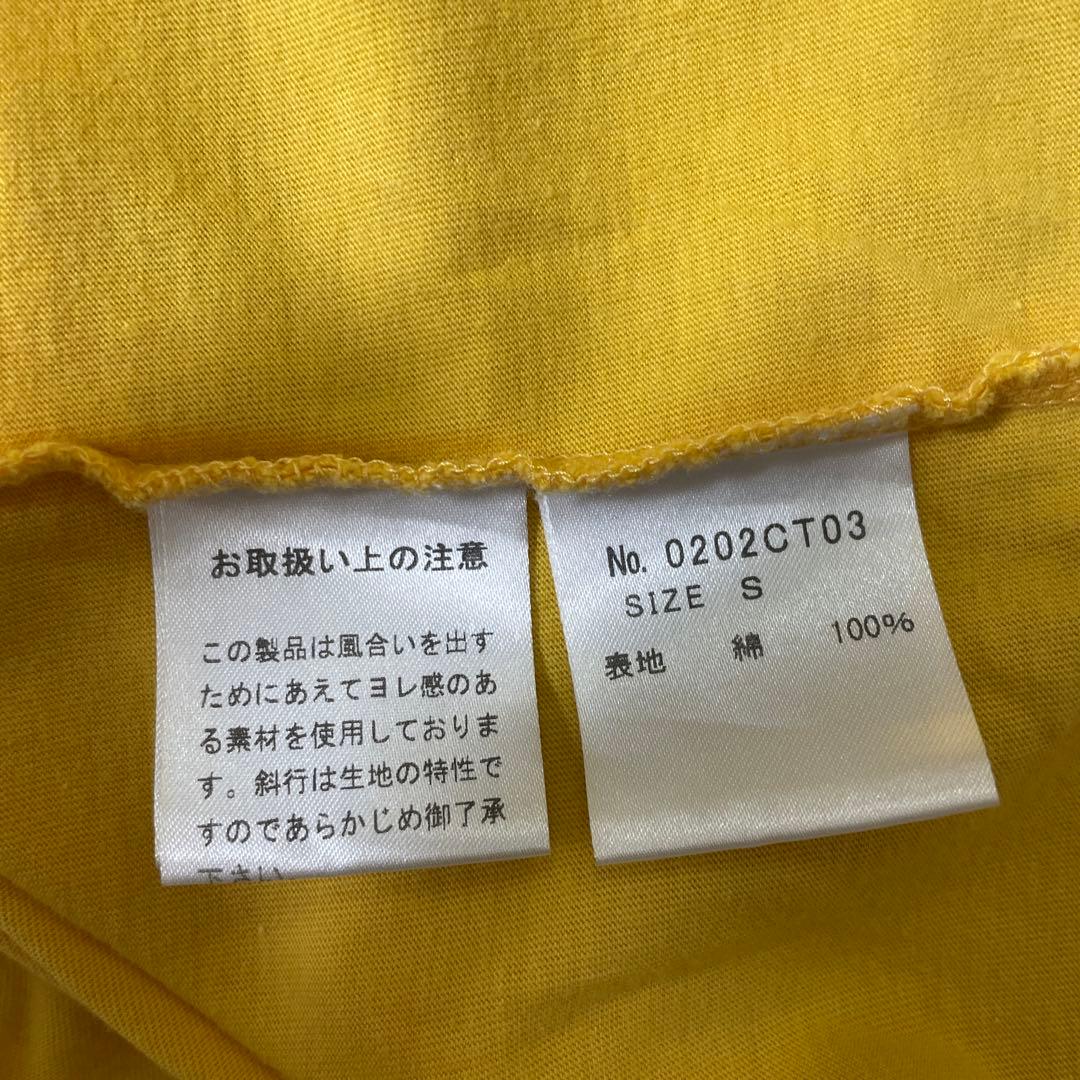 お取扱い上の注意
この製品は風合いを出す
ためにあえてヨレ感のあ
る素材を使用しておりま
す。斜行は生地の特性で
すのであらかじめ御了承
下さい
No. 0202CT03
SIZE S
表地 綿 100%